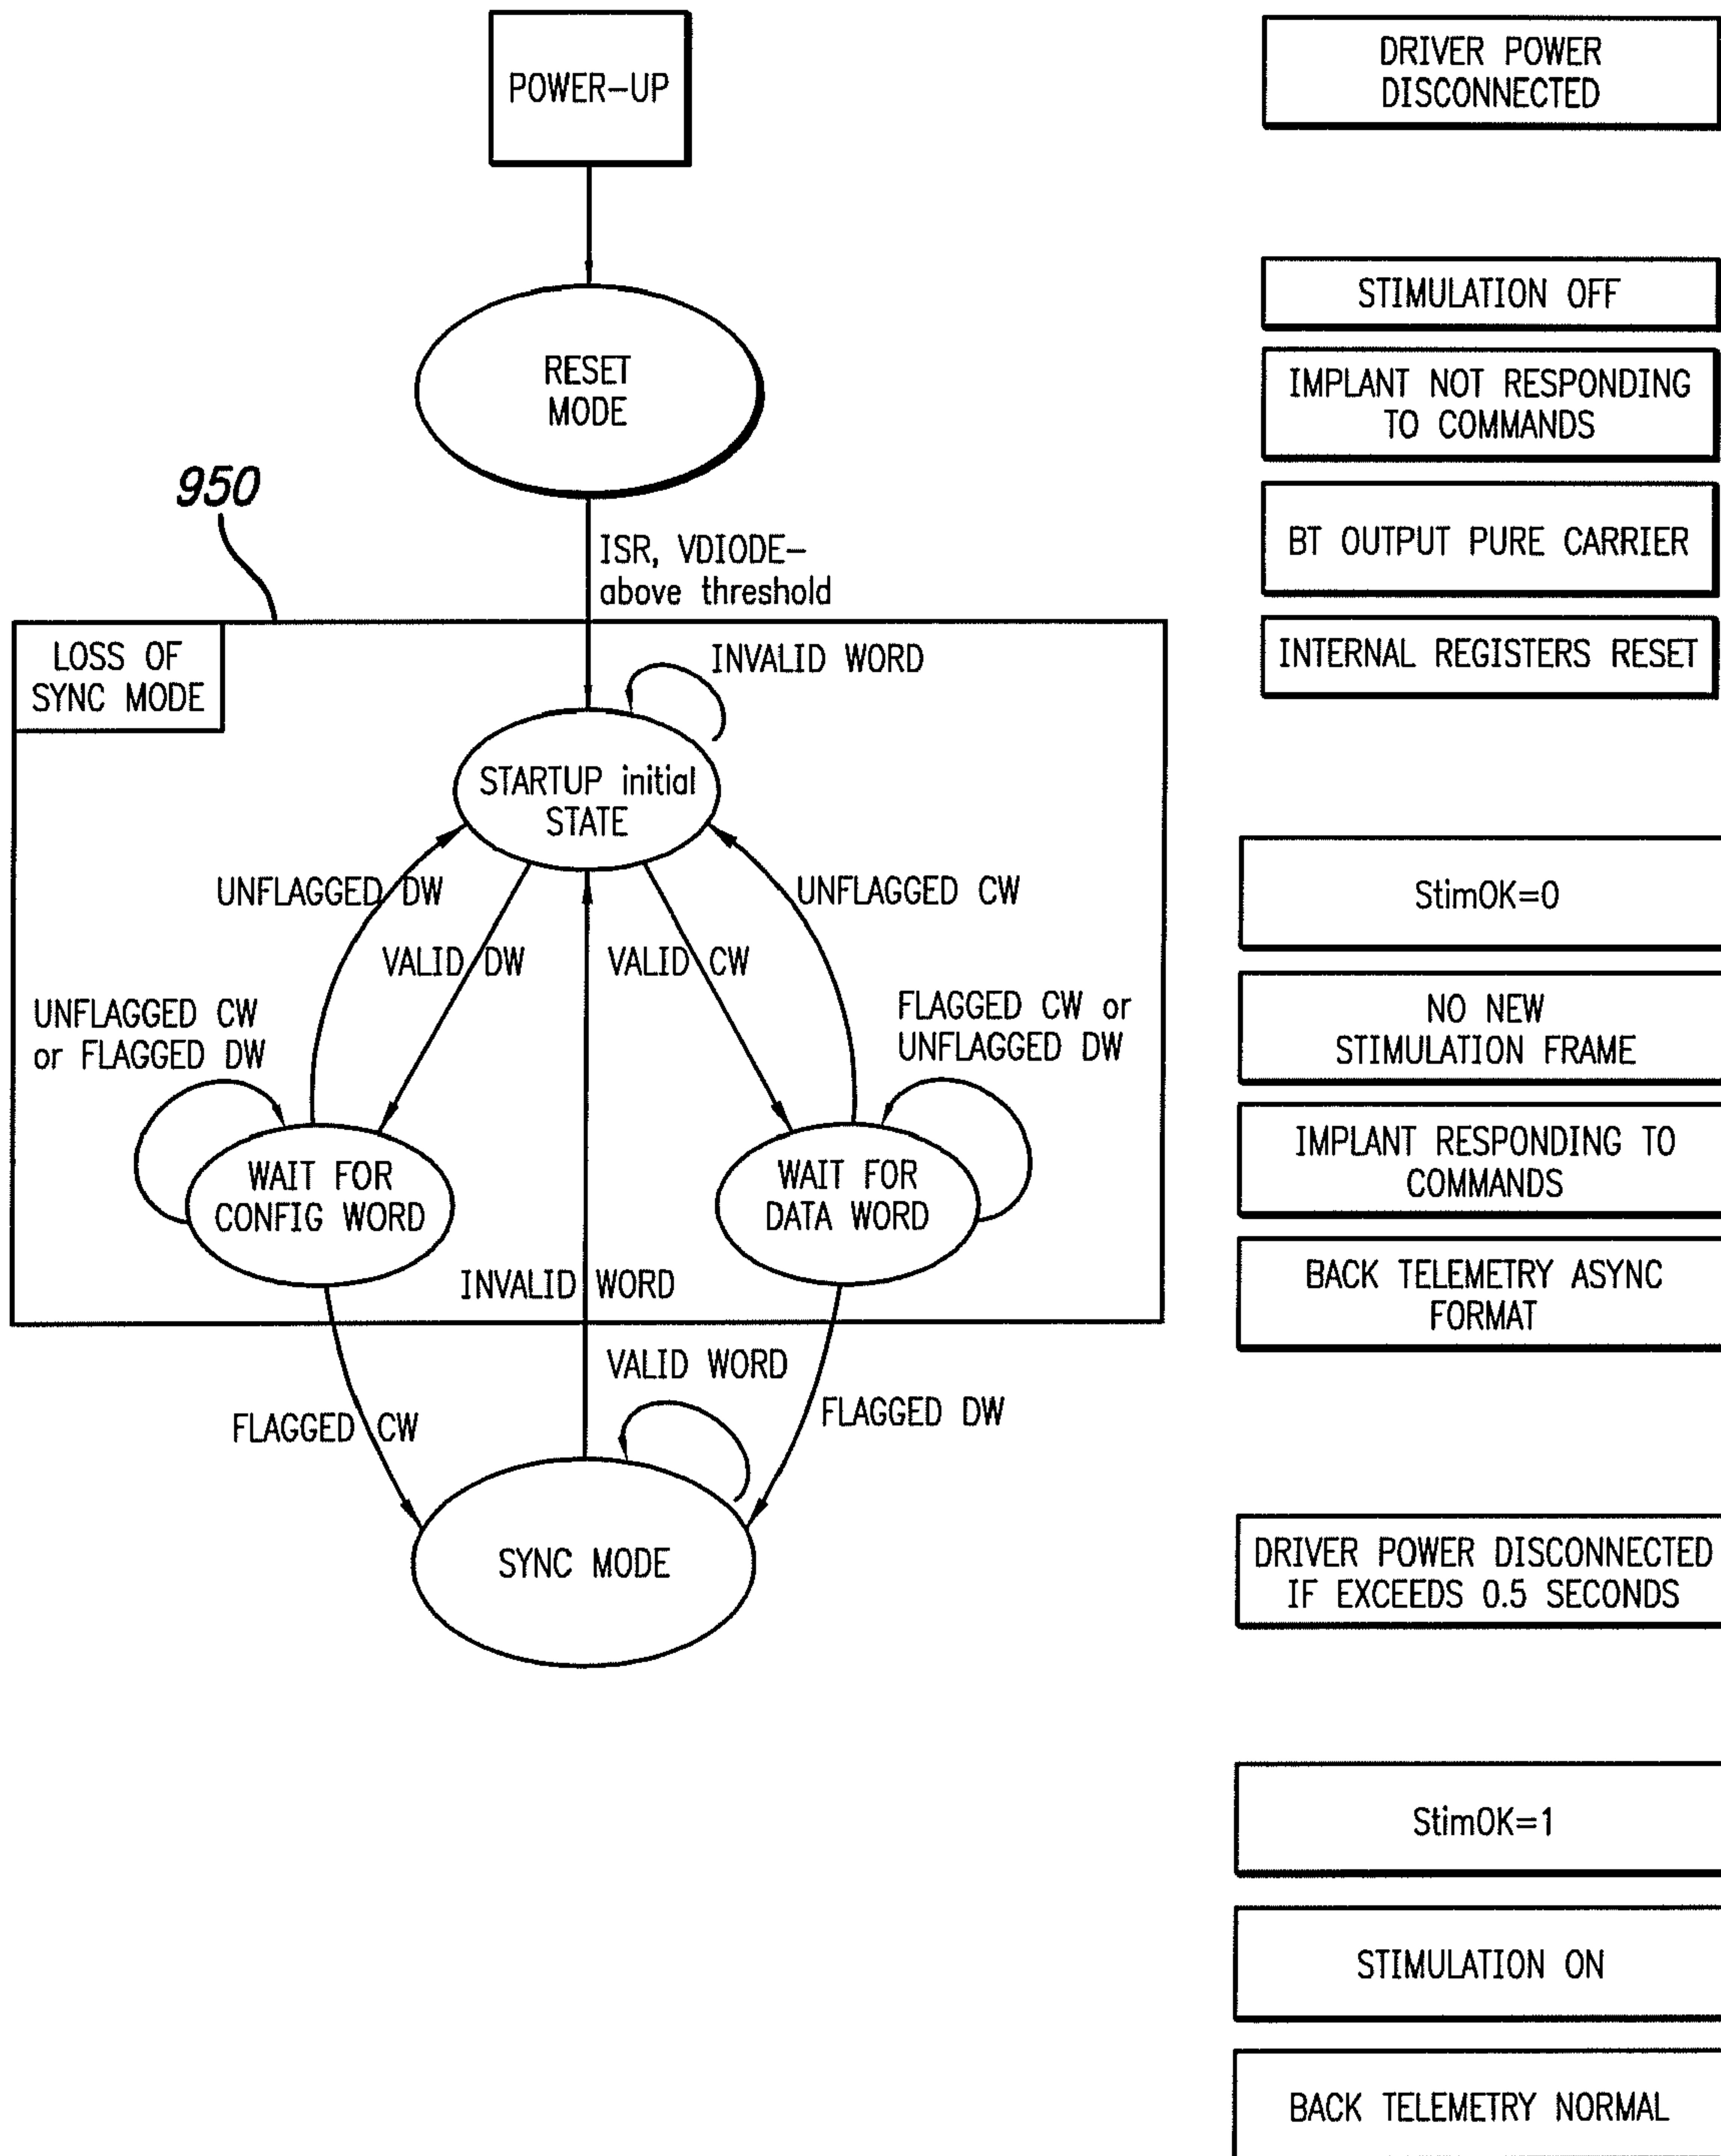 POWER-UP
RESET
MODE
950
ISR, VDIODE-
above threshold
LOSS OF
SYNC MODE
INVALID WORD
STARTUP initial
STATE
UNFLAGGED DW
UNFLAGGED CW
VALID DW
VALID CW
UNFLAGGED CW
or FLAGGED DW
FLAGGED CW or
UNFLAGGED DW
WAIT FOR
CONFIG WORD
WAIT FOR
DATA WORD
INVALID WORD
VALID WORD
FLAGGED CW
FLAGGED DW
SYNC MODE
DRIVER POWER
DISCONNECTED
STIMULATION OFF
IMPLANT NOT RESPONDING
TO COMMANDS
BT OUTPUT PURE CARRIER
INTERNAL REGISTERS RESET
StimOK=0
NO NEW
STIMULATION FRAME
IMPLANT RESPONDING TO
COMMANDS
BACK TELEMETRY ASYNC
FORMAT
DRIVER POWER DISCONNECTED
IF EXCEEDS 0.5 SECONDS
StimOK=1
STIMULATION ON
BACK TELEMETRY NORMAL